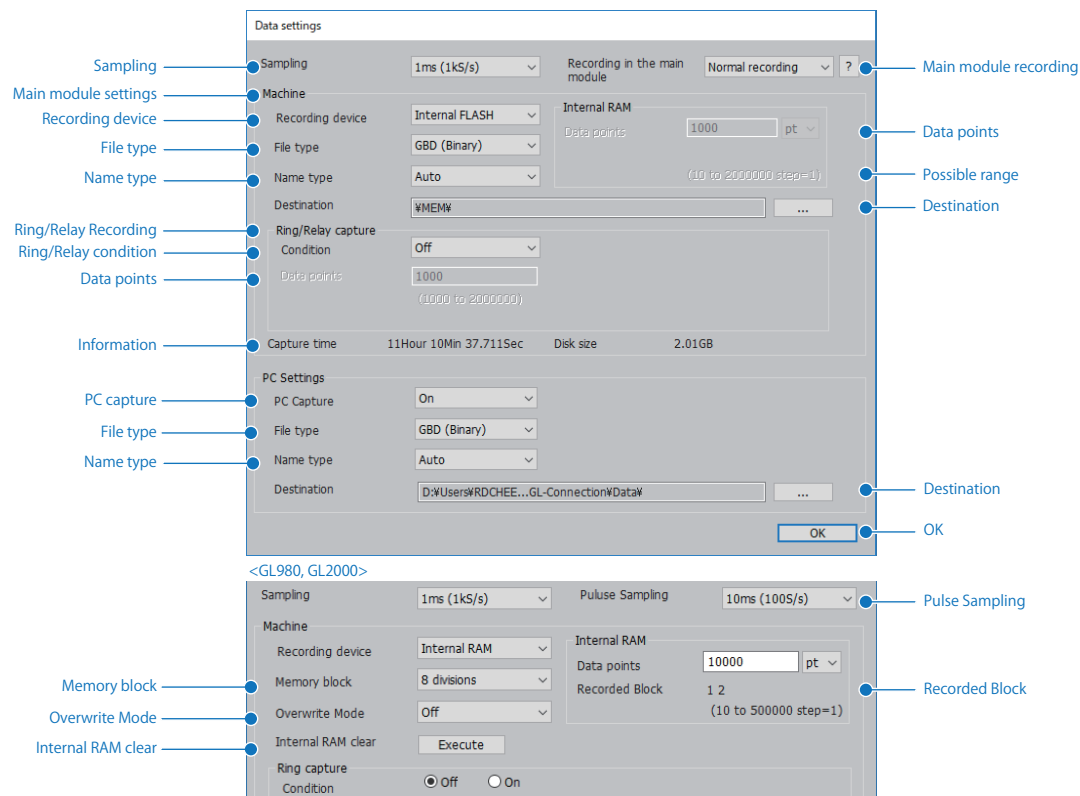 Data settings
Sampling Sampling 1ms (1kS/s) Recording in the main module Normal recording ? Main module recording
Main module settings Machine
Recording device Recording device Internal FLASH Internal RAM
Data points 1000 pt Data points
File type File type GBD (Binary)
Name type Name type Auto (10 to 2000000 step=1) Possible range
Destination ¥MEM¥ ... Destination
Ring/Relay Recording Ring/Relay capture
Ring/Relay condition Condition Off
Data points Data points 1000
(1000 to 2000000)
Information Capture time 11Hour 10Min 37.711Sec Disk size 2.01GB
PC Settings
PC capture PC Capture On
File type File type GBD (Binary)
Name type Name type Auto
Destination D:¥Users¥RDCHEE...GL-Connection¥Data¥ ... Destination
OK OK
<GL980, GL2000>
Sampling 1ms (1kS/s) Puluse Sampling 10ms (100S/s) Pulse Sampling
Machine
Recording device Internal RAM Internal RAM
Data points 10000 pt
Memory block Memory block 8 divisions Recorded Block 1 2 Recorded Block
Overwrite Mode Overwrite Mode Off (10 to 500000 step=1)
Internal RAM clear Internal RAM clear Execute
Ring capture
Condition Off On